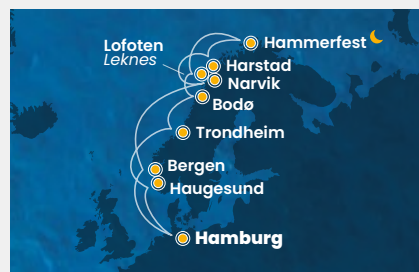 Hammerfest
Lofoten
Leknes
Harstad
Narvik
Bodø
Trondheim
Bergen
Haugesund
Hamburg